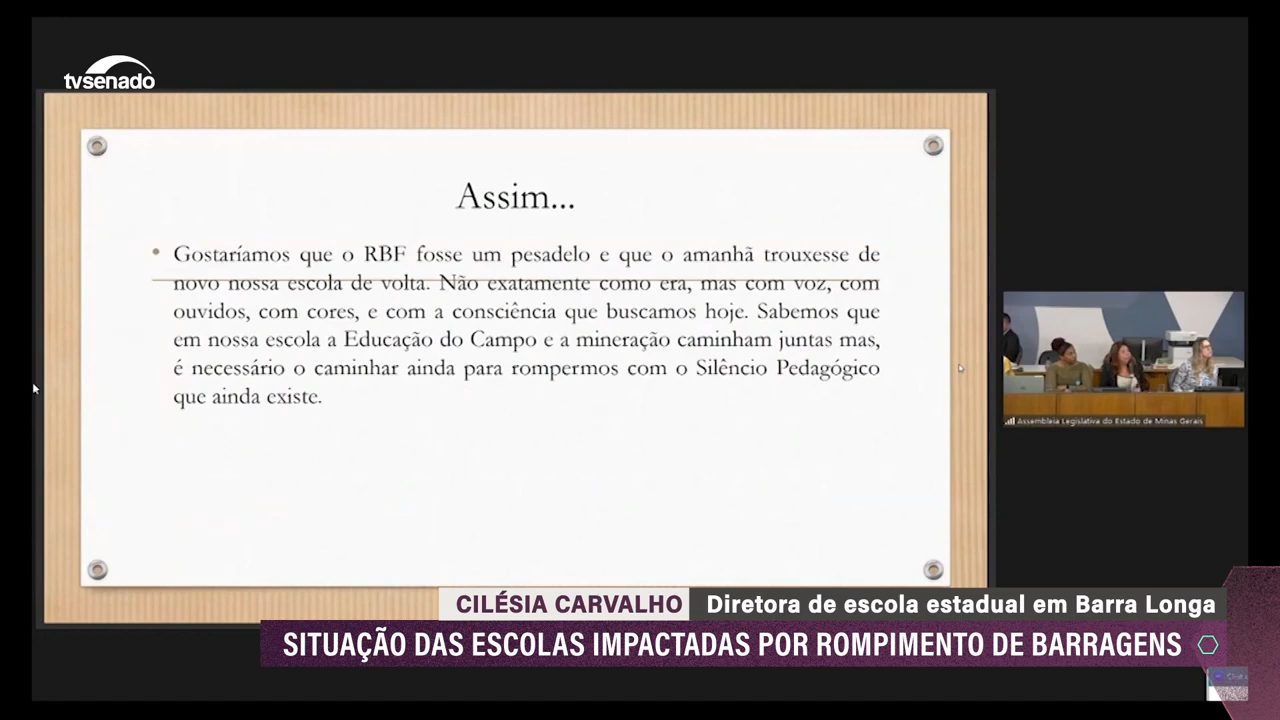 tvsenado
Assim...
• Gostaríamos que o RBF fosse um pesadelo e que o amanhã trouxesse de
novo nossa escola de volta. Não exatamente como era, mas com voz, com
ouvidos, com cores, e com a consciência que buscamos hoje. Sabemos que
em nossa escola a Educação do Campo e a mineração caminham juntas mas,
é necessário o caminhar ainda para rompermos com o Silêncio Pedagógico
que ainda existe.
Assembleia Legislativa do Estado de Minas Gerais
CILÉSIA CARVALHO Diretora de escola estadual em Barra Longa
SITUAÇÃO DAS ESCOLAS IMPACTADAS POR ROMPIMENTO DE BARRAGENS